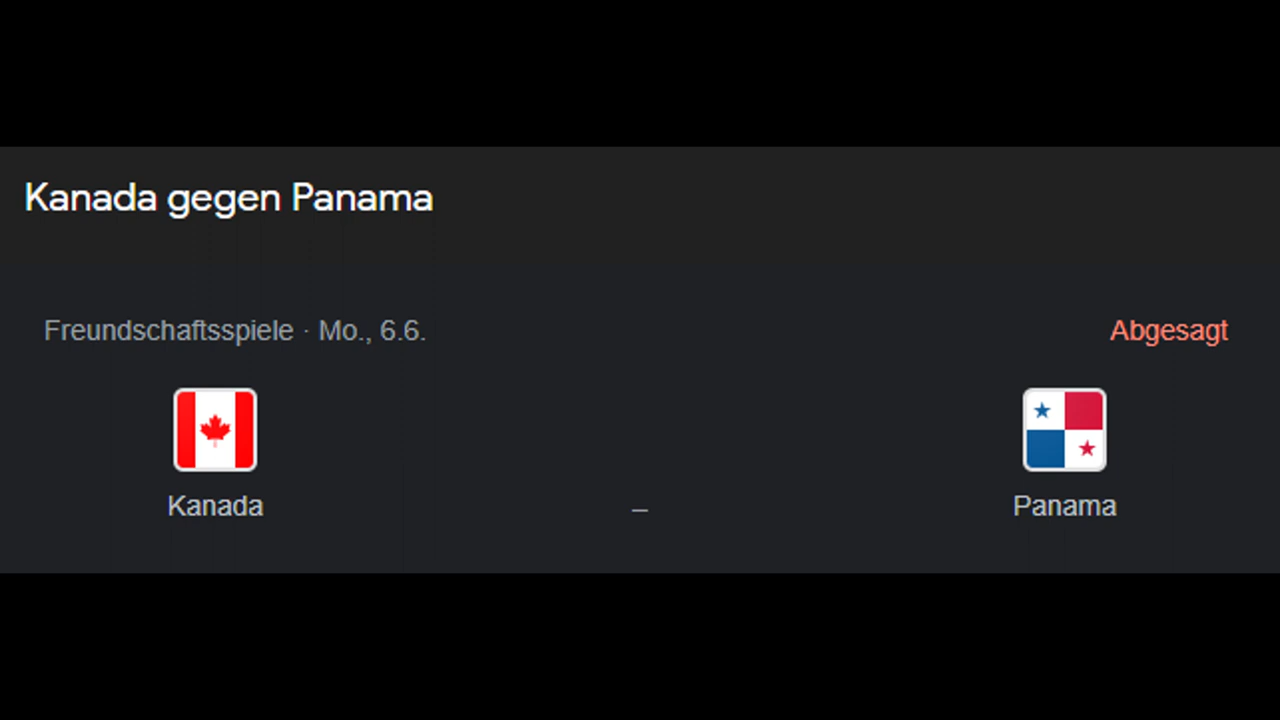 Kanada gegen Panama
Freundschaftsspiele · Mo., 6.6.
Abgesagt
Kanada
–
Panama